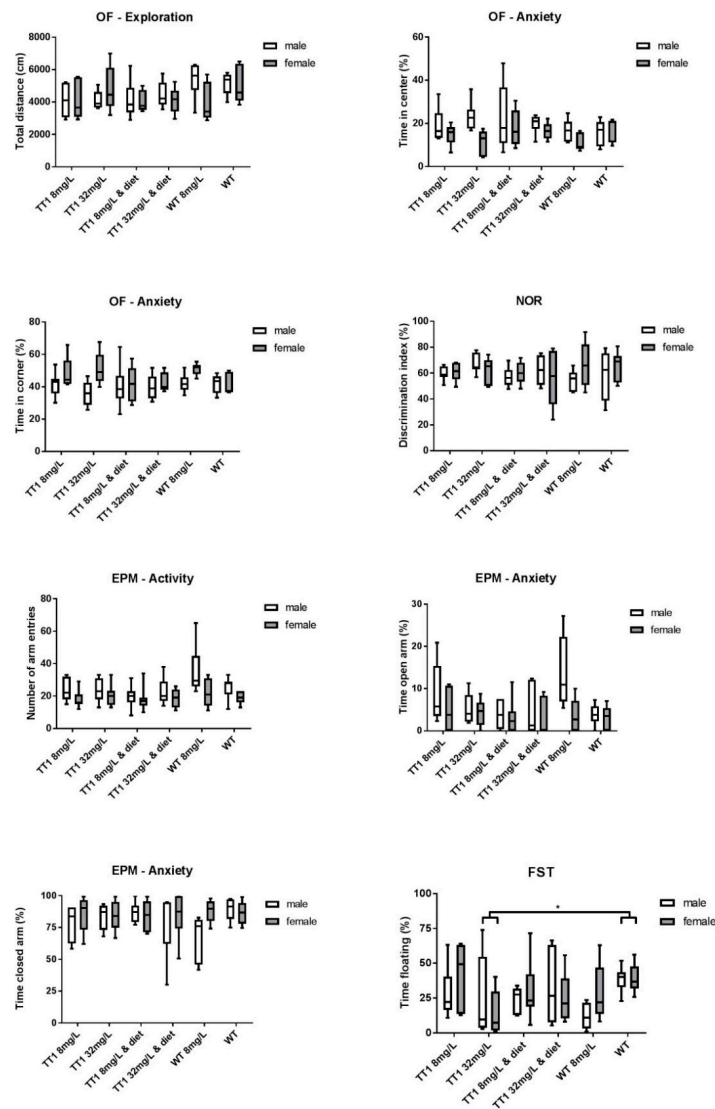 OF - Exploration
Total distance (cm)
8000
6000
4000
2000
0
male
female
TT1 8mg/L
TT1 32mg/L
TT1 8mg/L & diet
TT1 32mg/L & diet
WT 8mg/L
WT
OF - Anxiety
Time in center (%)
60
40
20
0
male
female
TT1 8mg/L
TT1 32mg/L
TT1 8mg/L & diet
TT1 32mg/L & diet
WT 8mg/L
WT
OF - Anxiety
Time in corner (%)
80
60
40
20
0
male
female
TT1 8mg/L
TT1 32mg/L
TT1 8mg/L & diet
TT1 32mg/L & diet
WT 8mg/L
WT
NOR
Discrimination index (%)
100
80
60
40
20
0
male
female
TT1 8mg/L
TT1 32mg/L
TT1 8mg/L & diet
TT1 32mg/L & diet
WT 8mg/L
WT
EPM - Activity
Number of arm entries
80
60
40
20
0
male
female
TT1 8mg/L
TT1 32mg/L
TT1 8mg/L & diet
TT1 32mg/L & diet
WT 8mg/L
WT
EPM - Anxiety
Time open arm (%)
30
20
10
0
male
female
TT1 8mg/L
TT1 32mg/L
TT1 8mg/L & diet
TT1 32mg/L & diet
WT 8mg/L
WT
EPM - Anxiety
Time closed arm (%)
100
75
50
25
0
male
female
TT1 8mg/L
TT1 32mg/L
TT1 8mg/L & diet
TT1 32mg/L & diet
WT 8mg/L
WT
FST
Time floating (%)
100
75
50
25
0
*
male
female
TT1 8mg/L
TT1 32mg/L
TT1 8mg/L & diet
TT1 32mg/L & diet
WT 8mg/L
WT